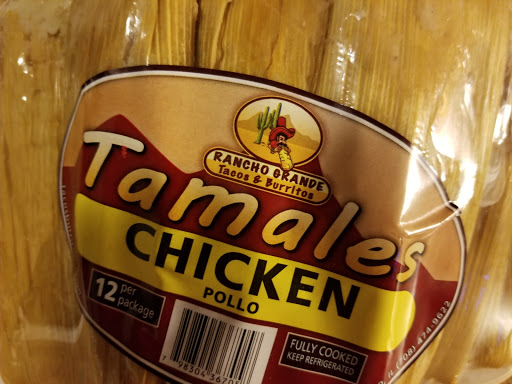 RANCHO GRANDE
Tacos & Burritos
Tamales
CHICKEN
POLLO
12 per
package
FULLY COOKED
KEEP REFRIGERATED